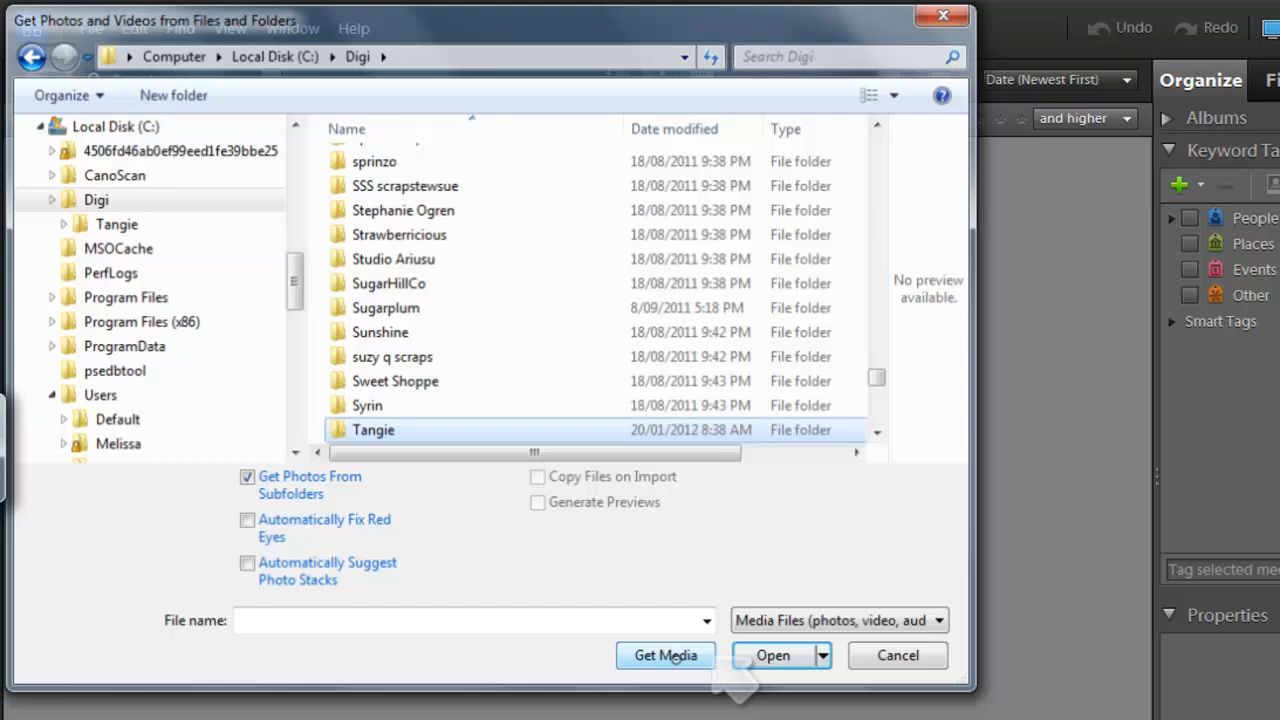 Get Photos and Videos from Files and Folders
File Edit Find View Window Help
Undo Redo
Computer Local Disk (C:) Digi
Search Digi
Date (Newest First)
Organize
Fi
Organize New folder
and higher
Albums
Local Disk (C:)
4506fd46ab0ef99eed1fe39bbe25
CanoScan
Digi
Tangie
MSOCache
PerfLogs
Program Files
Program Files (x86)
ProgramData
psedbtool
Users
Default
Melissa
Name Date modified Type
sprinzo 18/08/2011 9:38 PM File folder
SSS scrapstewsue 18/08/2011 9:38 PM File folder
Stephanie Ogren 18/08/2011 9:38 PM File folder
Strawberricious 18/08/2011 9:38 PM File folder
Studio Ariusu 18/08/2011 9:38 PM File folder
SugarHillCo 18/08/2011 9:38 PM File folder
Sugarplum 8/09/2011 5:18 PM File folder
Sunshine 18/08/2011 9:42 PM File folder
suzy q scraps 18/08/2011 9:42 PM File folder
Sweet Shoppe 18/08/2011 9:43 PM File folder
Syrin 18/08/2011 9:43 PM File folder
Tangie 20/01/2012 8:38 AM File folder
No preview
available.
Keyword Ta
People
Places
Events
Other
Smart Tags
Tag selected me
Properties
Get Photos From
Subfolders
Automatically Fix Red
Eyes
Automatically Suggest
Photo Stacks
Copy Files on Import
Generate Previews
File name:
Media Files (photos, video, aud
Get Media Open Cancel